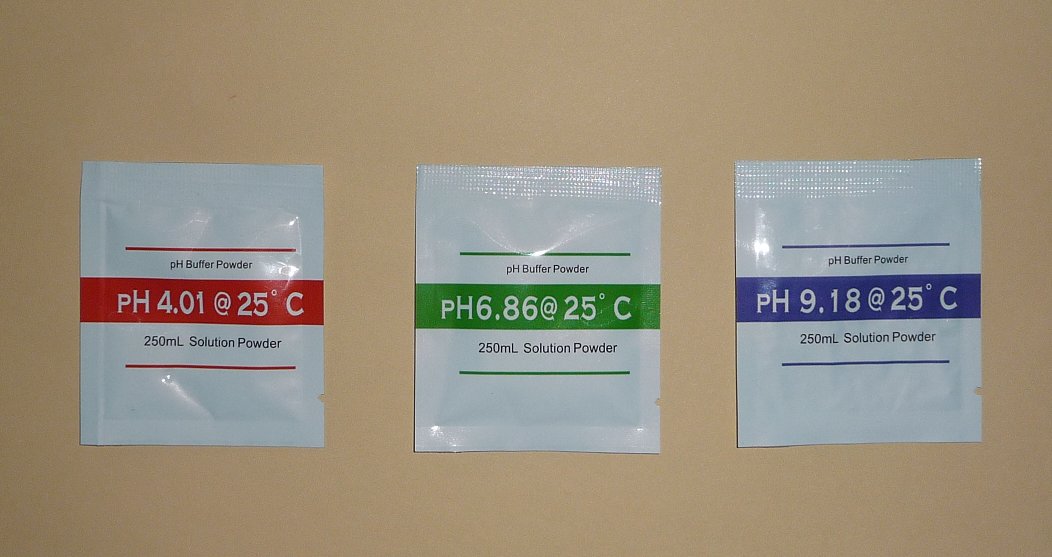 pH Buffer Powder
pH 4.01 @ 25° C
250mL Solution Powder
pH Buffer Powder
pH6.86@ 25° C
250mL Solution Powder
pH Buffer Powder
pH 9.18 @ 25° C
250mL Solution Powder